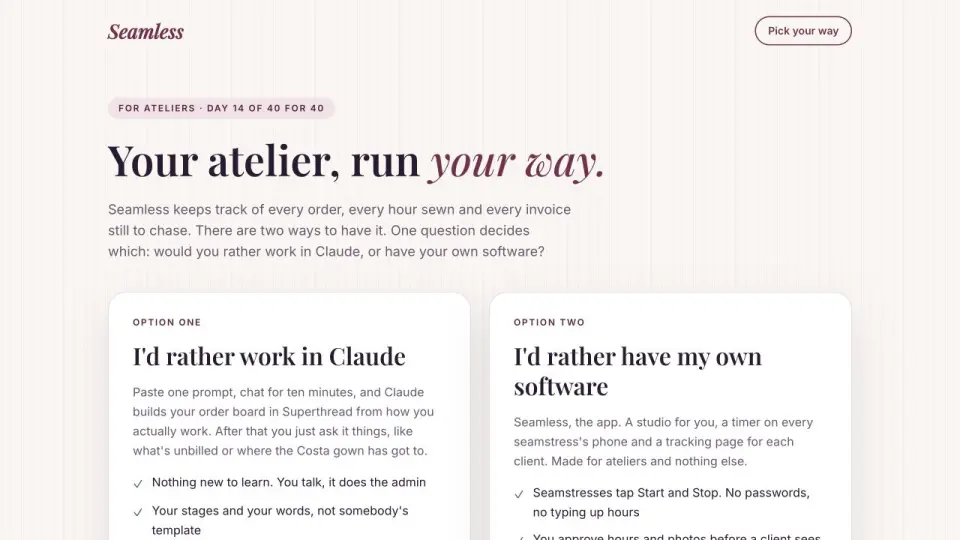 Seamless
Pick your way
FOR ATELIERS · DAY 14 OF 40 FOR 40
Your atelier, run your way.
Seamless keeps track of every order, every hour sewn and every invoice
still to chase. There are two ways to have it. One question decides
which: would you rather work in Claude, or have your own software?
OPTION ONE
I'd rather work in Claude
Paste one prompt, chat for ten minutes, and Claude
builds your order board in Superthread from how you
actually work. After that you just ask it things, like
what's unbilled or where the Costa gown has got to.
Nothing new to learn. You talk, it does the admin
Your stages and your words, not somebody's
template
OPTION TWO
I'd rather have my own
software
Seamless, the app. A studio for you, a timer on every
seamstress's phone and a tracking page for each
client. Made for ateliers and nothing else.
Seamstresses tap Start and Stop. No passwords,
no typing up hours
You approve hours and photos before a client sees